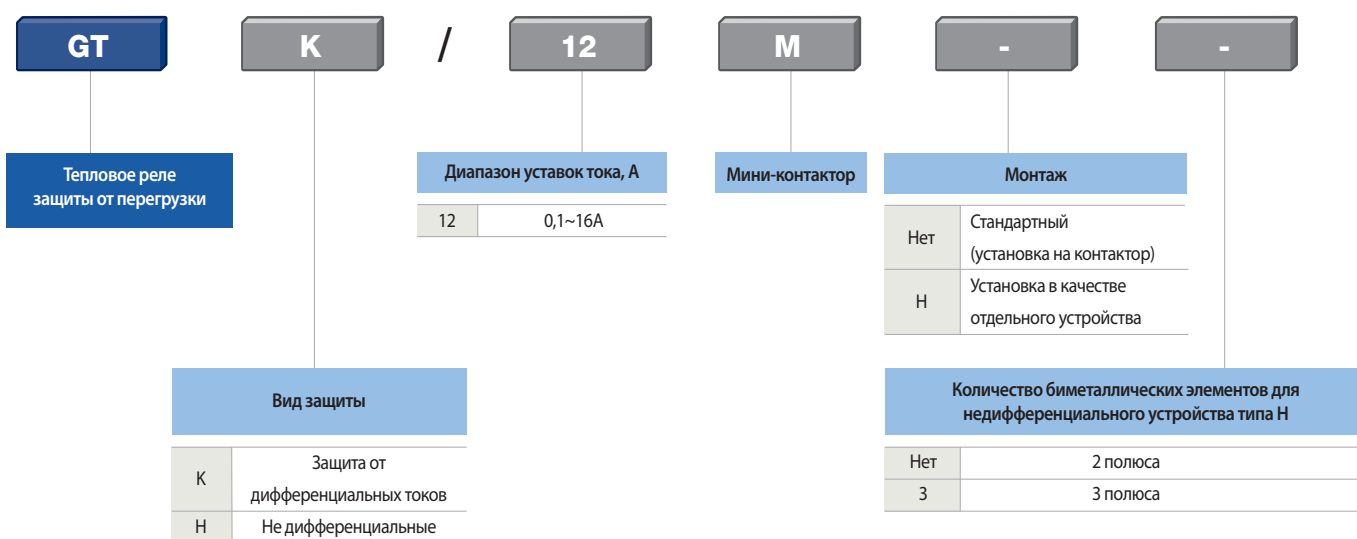 GT K / 12 M - -
Тепловое реле
защиты от перегрузки
Диапазон уставок тока, А
12 0,1~16A
Мини-контактор
Монтаж
Нет Стандартный
(установка на контактор)
H Установка в качестве
отдельного устройства
Вид защиты
K Защита от
дифференциальных токов
H Не дифференциальные
Количество биметаллических элементов для
недифференциального устройства типа H
Нет 2 полюса
3 3 полюса